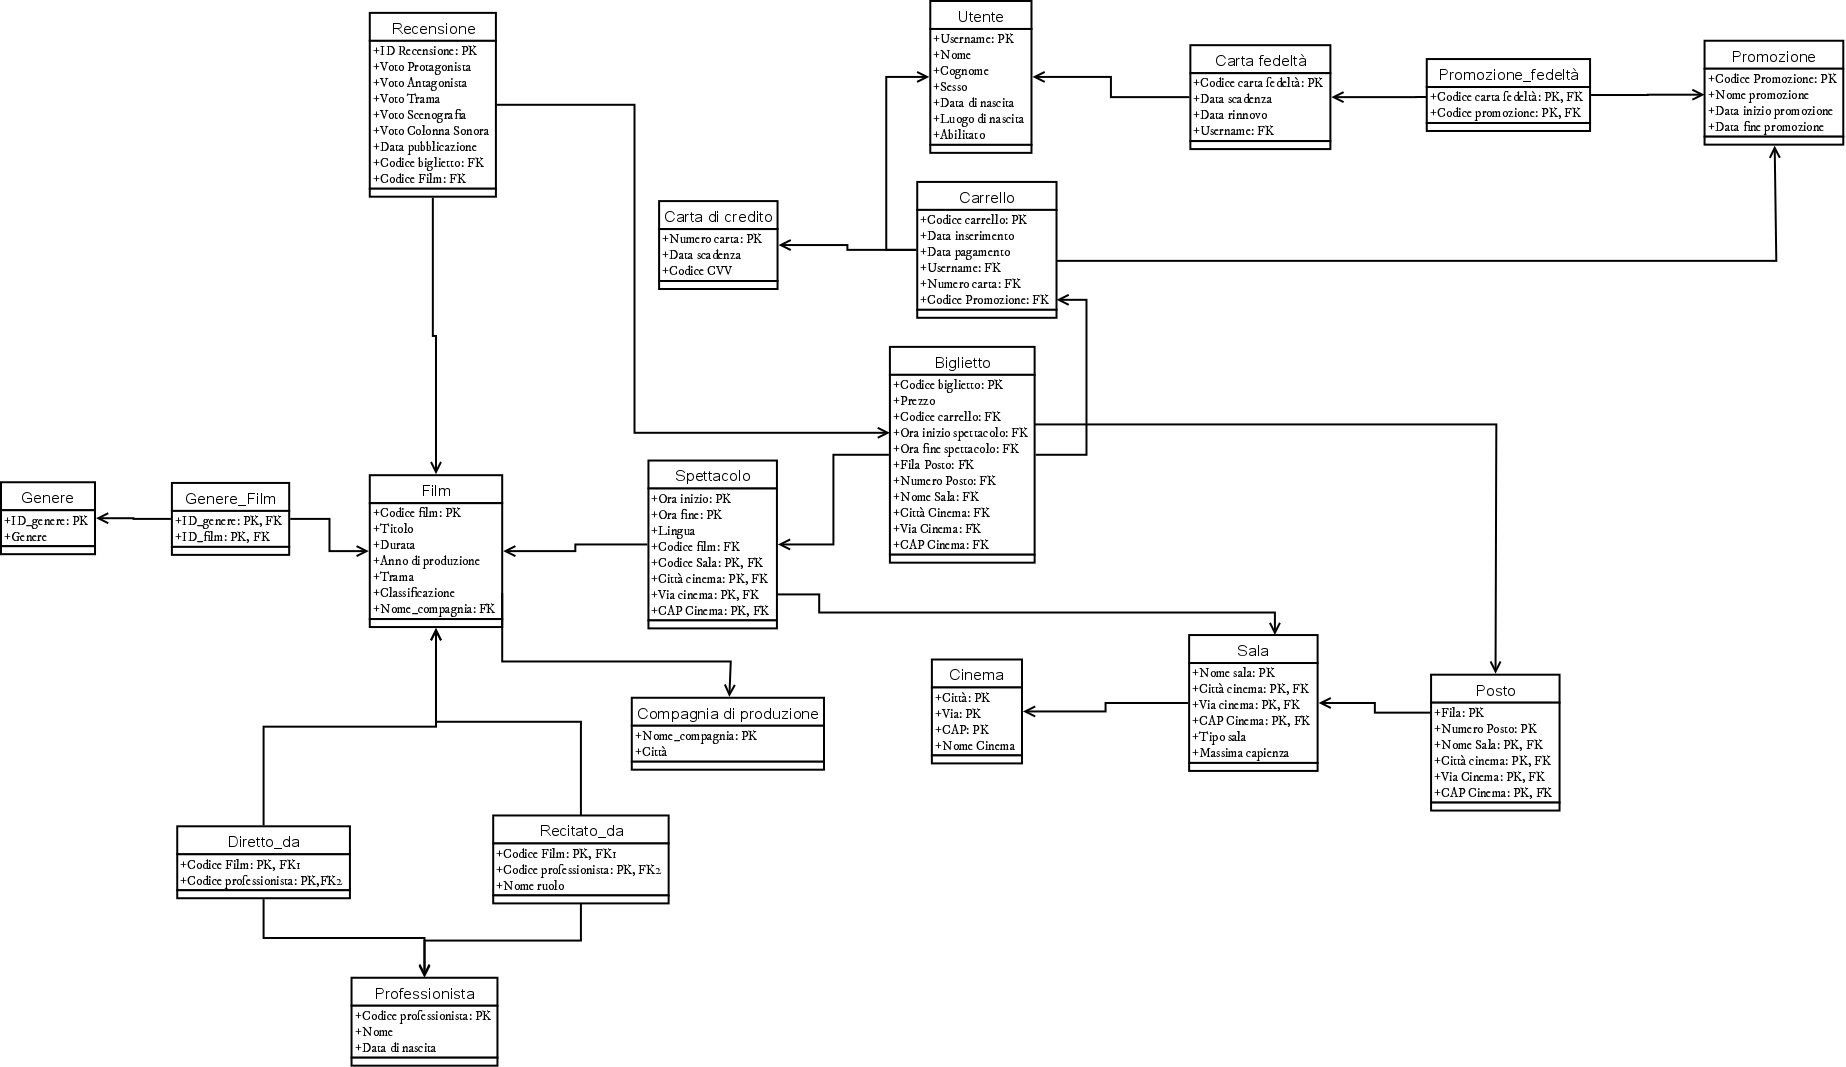 Recensione
+ID Recensione: PK
+Voto Protagonista
+Voto Antagonista
+Voto Trama
+Voto Scenografia
+Voto Colonna Sonora
+Data pubblicazione
+Codice biglietto: FK
+Codice Film: FK
Utente
+Username: PK
+Nome
+Cognome
+Sesso
+Data di nascita
+Luogo di nascita
+Abilitato
Carta fedeltà
+Codice carta fedeltà: PK
+Data scadenza
+Data rinnovo
+Username: FK
Promozione_fedeltà
+Codice carta fedeltà: PK, FK
+Codice promozione: PK, FK
Promozione
+Codice Promozione: PK
+Nome promozione
+Data inizio promozione
+Data fine promozione
Carta di credito
+Numero carta: PK
+Data scadenza
+Codice CVV
Carrello
+Codice carrello: PK
+Data inserimento
+Data pagamento
+Username: FK
+Numero carta: FK
+Codice Promozione: FK
Biglietto
+Codice biglietto: PK
+Prezzo
+Codice carrello: FK
+Ora inizio spettacolo: FK
+Ora fine spettacolo: FK
+Fila Posto: FK
+Numero Posto: FK
+Nome Sala: FK
+Città Cinema: FK
+Via Cinema: FK
+CAP Cinema: FK
Genere
+ID_genere: PK
+Genere
Genere_Film
+ID_genere: PK, FK
+ID_film: PK, FK
Film
+Codice film: PK
+Titolo
+Durata
+Anno di produzione
+Trama
+Classificazione
+Nome_compagnia: FK
Spettacolo
+Ora inizio: PK
+Ora fine: PK
+Lingua
+Codice film: FK
+Codice Sala: PK, FK
+Città cinema: PK, FK
+Via cinema: PK, FK
+CAP Cinema: PK, FK
Compagnia di produzione
+Nome_compagnia: PK
+Città
Cinema
+Città: PK
+Via: PK
+CAP: PK
+Nome Cinema
Sala
+Nome sala: PK
+Città cinema: PK, FK
+Via cinema: PK, FK
+CAP Cinema: PK, FK
+Tipo sala
+Massima capienza
Posto
+Fila: PK
+Numero Posto: PK
+Nome Sala: PK, FK
+Città cinema: PK, FK
+Via Cinema: PK, FK
+CAP Cinema: PK, FK
Diretto_da
+Codice Film: PK, FK1
+Codice professionista: PK,FK2
Recitato_da
+Codice Film: PK, FK1
+Codice professionista: PK, FK2
+Nome ruolo
Professionista
+Codice professionista: PK
+Nome
+Data di nascita